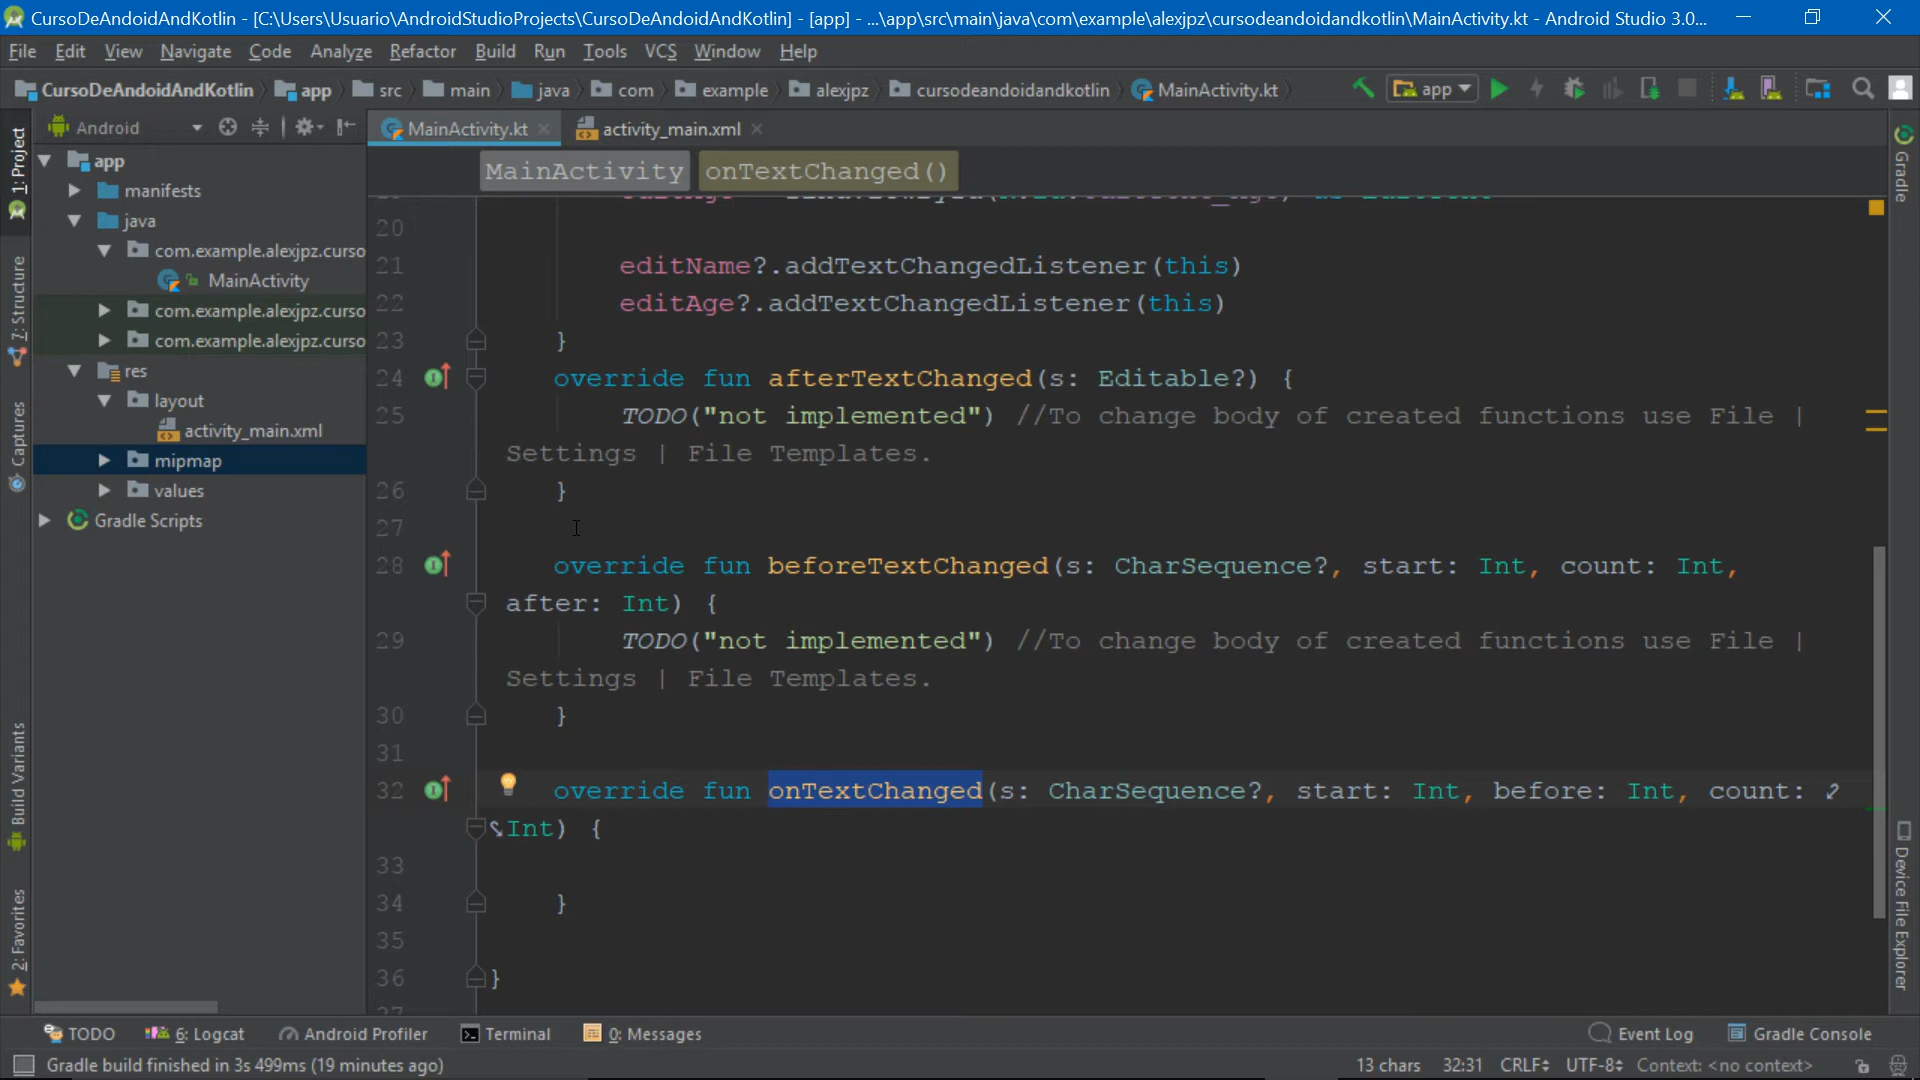 CursoDeAndoidAndKotlin - [C:\Users\Usuario\AndroidStudioProjects\CursoDeAndoidAndKotlin] - [app] - ...\app\src\main\java\com\example\alexjpz\cursodeandoidandkotlin\MainActivity.kt - Android Studio 3.0...
File Edit View Navigate Code Analyze Refactor Build Run Tools VCS Window Help
CursoDeAndoidAndKotlin app src main java com example alexjpz cursodeandoidandkotlin MainActivity.kt app
Android MainActivity.kt activity_main.xml
MainActivity onTextChanged()
1: Project
7: Structure
Captures
Build Variants
2: Favorites
app
manifests
java
com.example.alexjpz.curso
MainActivity
com.example.alexjpz.curso
com.example.alexjpz.curso
res
layout
activity_main.xml
mipmap
values
Gradle Scripts
20
21 editName?.addTextChangedListener(this)
22 editAge?.addTextChangedListener(this)
23 }
24 override fun afterTextChanged(s: Editable?) {
25 TODO("not implemented") //To change body of created functions use File |
Settings | File Templates.
26 }
27
28 override fun beforeTextChanged(s: CharSequence?, start: Int, count: Int,
after: Int) {
29 TODO("not implemented") //To change body of created functions use File |
Settings | File Templates.
30 }
31
32 override fun onTextChanged(s: CharSequence?, start: Int, before: Int, count:
Int) {
33
34 }
35
36 }
Gradle
Device File Explorer
TODO 6: Logcat Android Profiler Terminal 0: Messages Event Log Gradle Console
Gradle build finished in 3s 499ms (19 minutes ago) 13 chars 32:31 CRLF UTF-8 Context: <no context>